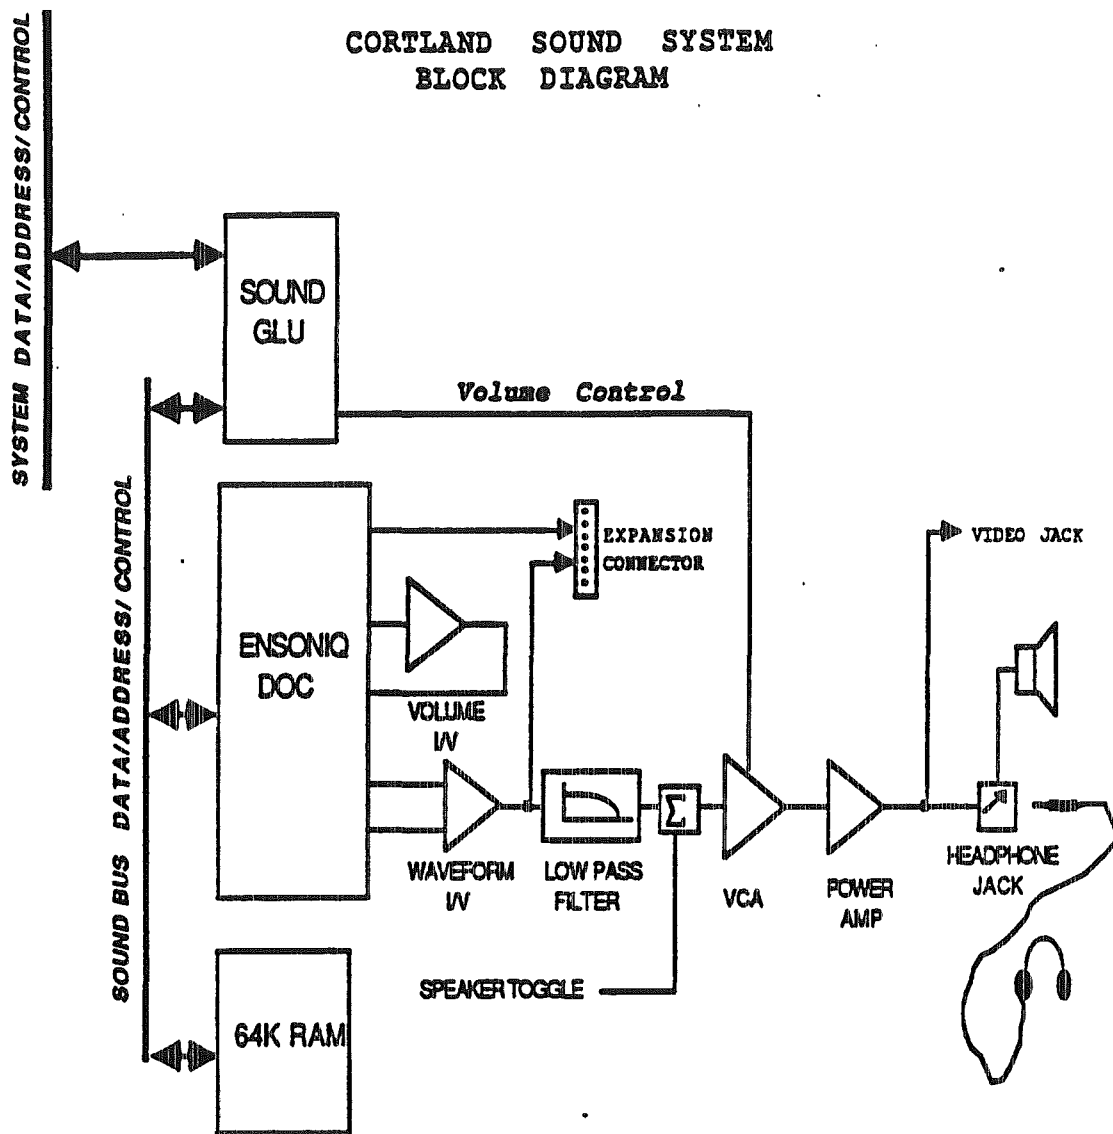 CORTLAND SOUND SYSTEM
BLOCK DIAGRAM
SYSTEM DATA/ADDRESS/CONTROL
SOUND
GLU
Volume Control
SOUND BUS DATA/ADDRESS/CONTROL
EXPANSION
CONNECTOR
VIDEO JACK
ENSONIQ
DOC
VOLUME
I/V
WAVEFORM
I/V
LOW PASS
FILTER
Σ
VCA
POWER
AMP
HEADPHONE
JACK
SPEAKER TOGGLE
64K RAM